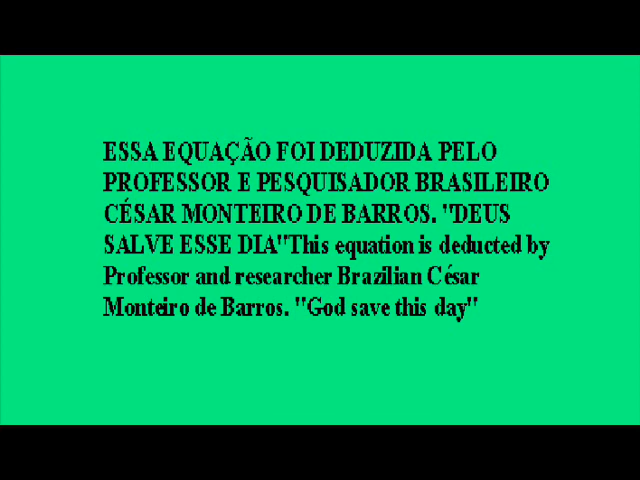 ESSA EQUAÇÃO FOI DEDUZIDA PELO
PROFESSOR E PESQUISADOR BRASILEIRO
CÉSAR MONTEIRO DE BARROS. "DEUS
SALVE ESSE DIA"This equation is deducted by
Professor and researcher Brazilian César
Monteiro de Barros. "God save this day"